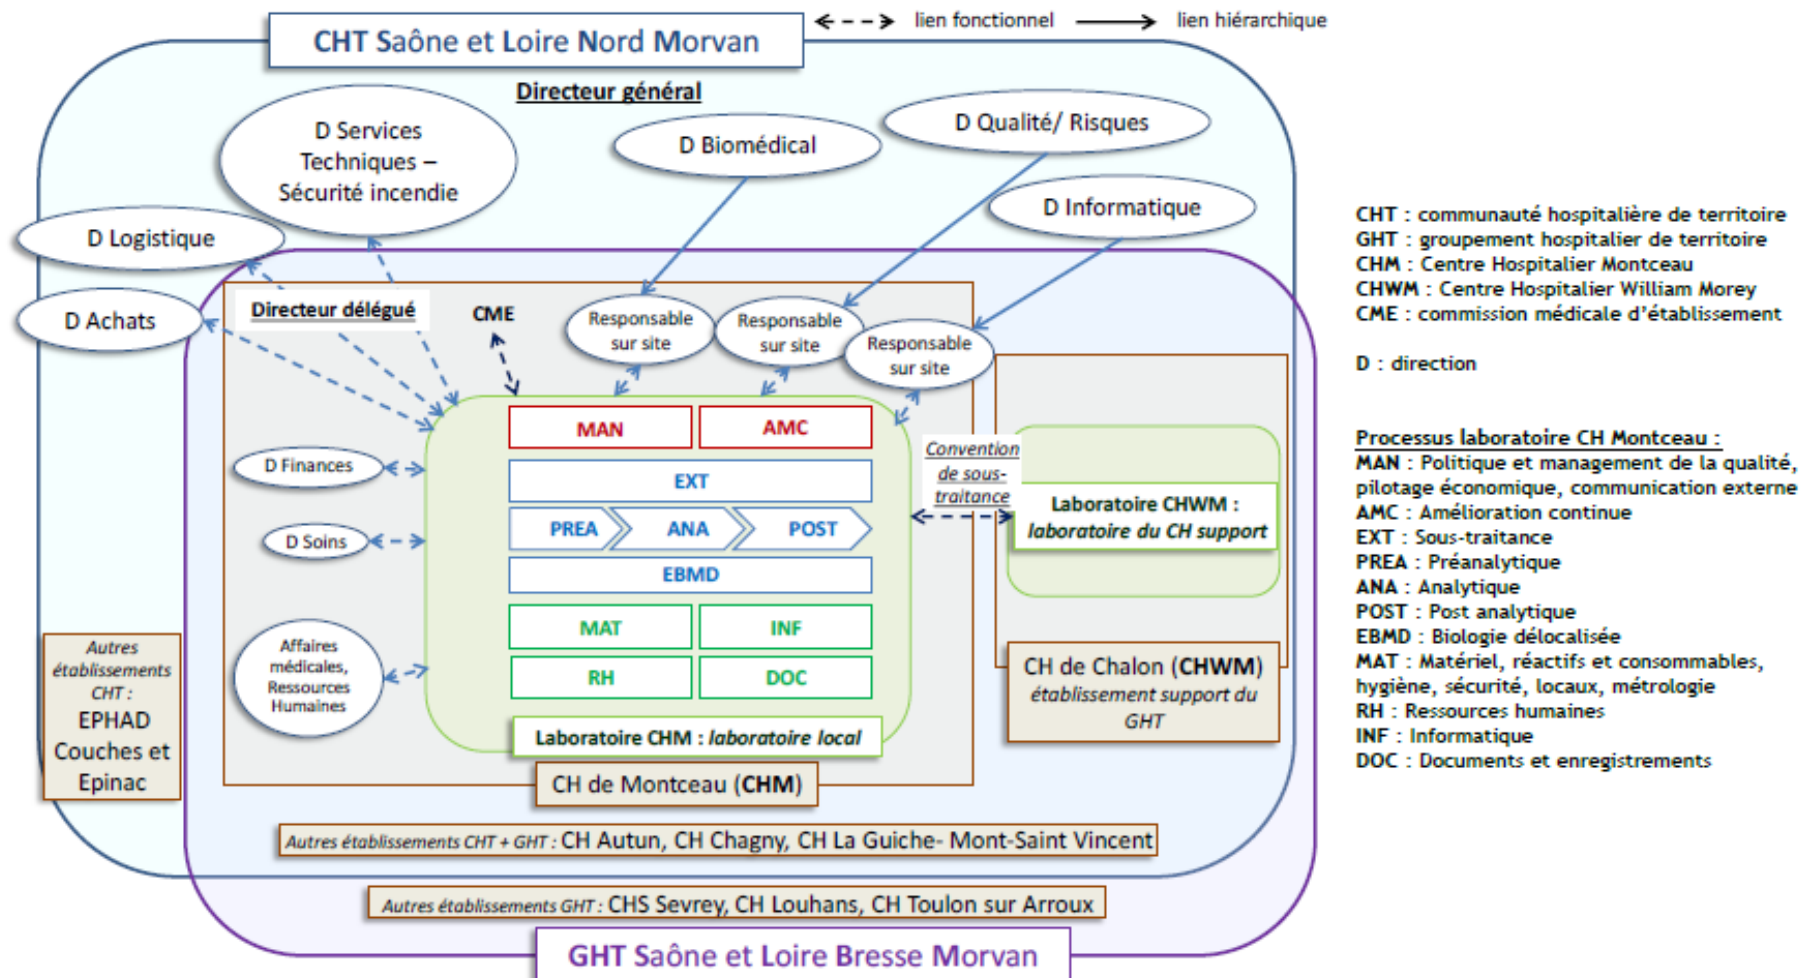 CHT Saône et Loire Nord Morvan
lien fonctionnel
lien hiérarchique
Directeur général
D Services
Techniques –
Sécurité incendie
D Biomédical
D Qualité/ Risques
D Informatique
D Logistique
D Achats
Directeur délégué
CME
Responsable
sur site
Responsable
sur site
Responsable
sur site
D Finances
D Soins
Affaires
médicales,
Ressources
Humaines
MAN
AMC
EXT
PREA
ANA
POST
EBMD
MAT
INF
RH
DOC
Laboratoire CHM : laboratoire local
CH de Montceau (CHM)
Convention
de sous-
traitance
Laboratoire CHWM :
laboratoire du CH support
CH de Chalon (CHWM)
établissement support du
GHT
Autres
établissements
CHT :
EPHAD
Couches et
Epinac
Autres établissements CHT + GHT : CH Autun, CH Chagny, CH La Guiche- Mont-Saint Vincent
Autres établissements GHT : CHS Sevrey, CH Louhans, CH Toulon sur Arroux
GHT Saône et Loire Bresse Morvan
CHT : communauté hospitalière de territoire
GHT : groupement hospitalier de territoire
CHM : Centre Hospitalier Montceau
CHWM : Centre Hospitalier William Morey
CME : commission médicale d'établissement
D : direction
Processus laboratoire CH Montceau :
MAN : Politique et management de la qualité,
pilotage économique, communication externe
AMC : Amélioration continue
EXT : Sous-traitance
PREA : Préanalytique
ANA : Analytique
POST : Post analytique
EBMD : Biologie délocalisée
MAT : Matériel, réactifs et consommables,
hygiène, sécurité, locaux, métrologie
RH : Ressources humaines
INF : Informatique
DOC : Documents et enregistrements